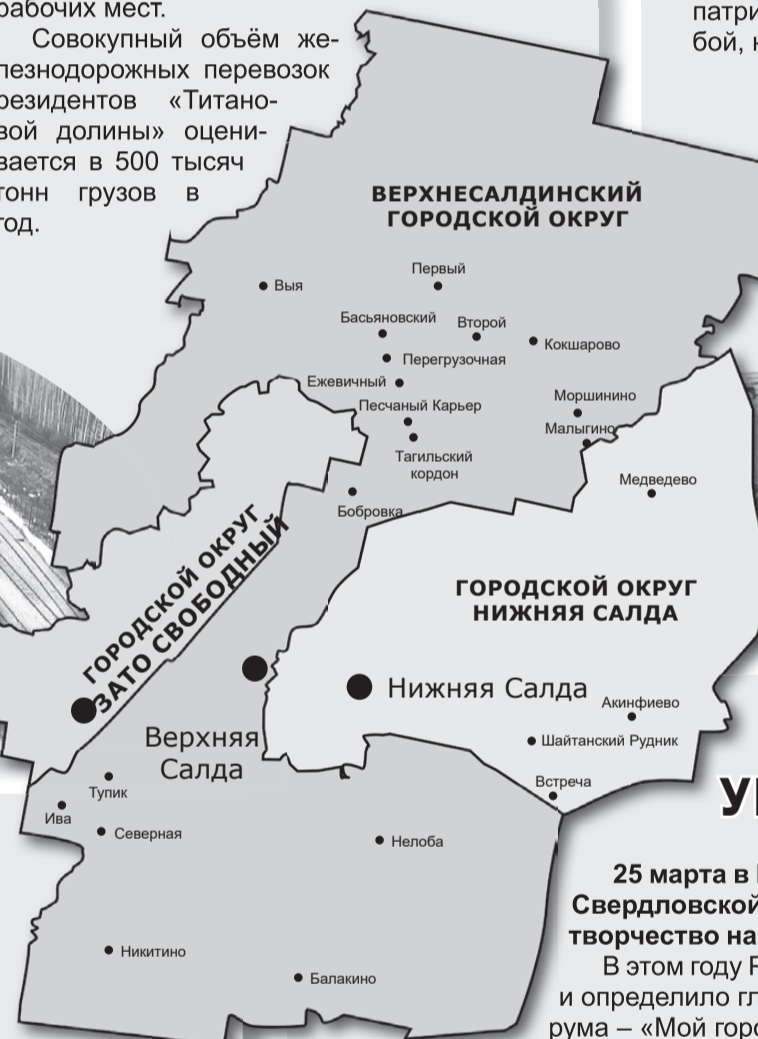 рабочих мест.
Совокупный объём же-
лезнодорожных перевозок
резидентов «Титано-
вой долины» оцени-
вается в 500 тысяч
тонн грузов в
год.
патри
бой, н
ВЕРХНЕСАЛДИНСКИЙ
ГОРОДСКОЙ ОКРУГ
Первый
Выя
Басьяновский
Второй
Кокшарово
Перегрузочная
Ежевичный
Моршинино
Песчаный Карьер
Малыгино
Тагильский
кордон
Медведево
Бобровка
ГОРОДСКОЙ ОКРУГ
ЗАТО СВОБОДНЫЙ
ГОРОДСКОЙ ОКРУГ
НИЖНЯЯ САЛДА
Нижняя Салда
Акинфиево
Шайтанский Рудник
Верхняя
Салда
Встреча
Тупик
Ива
Северная
Нелоба
Никитино
Балакино
25 марта в
Свердловской
творчество на
В этом году Р
и определило гл
рума – «Мой горо